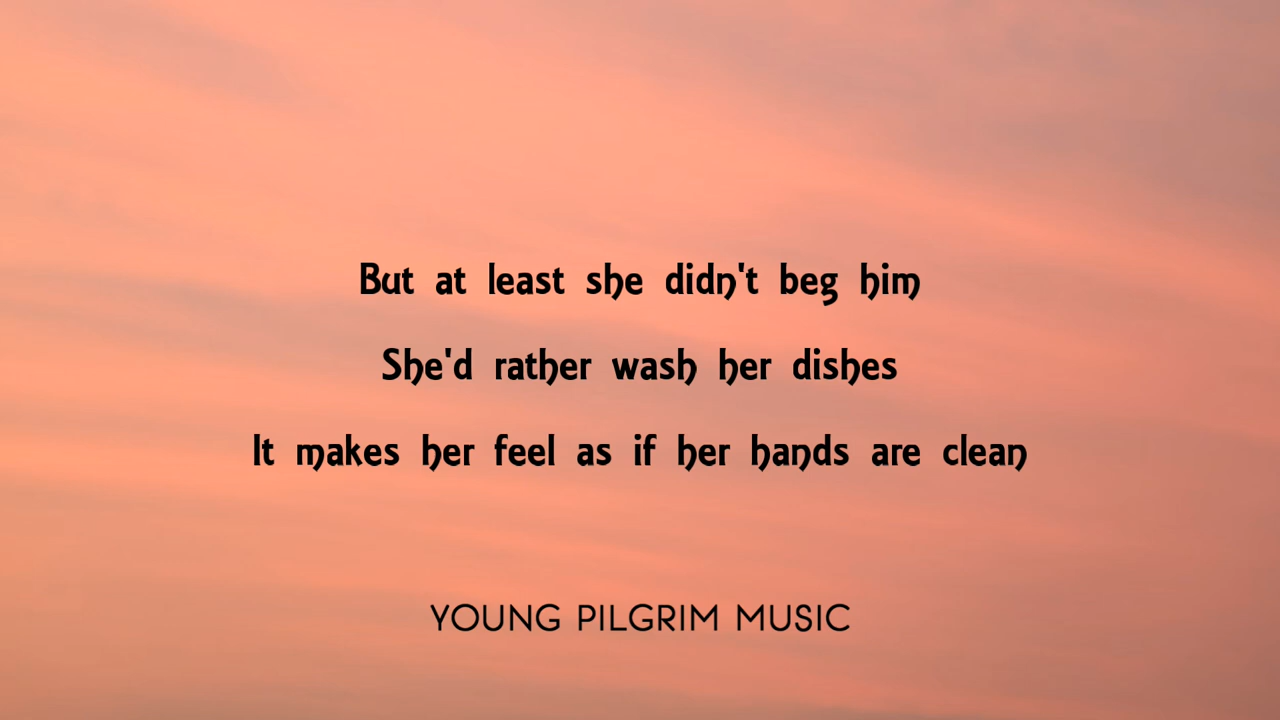 But at least she didn't beg him
She'd rather wash her dishes
It makes her feel as if her hands are clean
YOUNG PILGRIM MUSIC